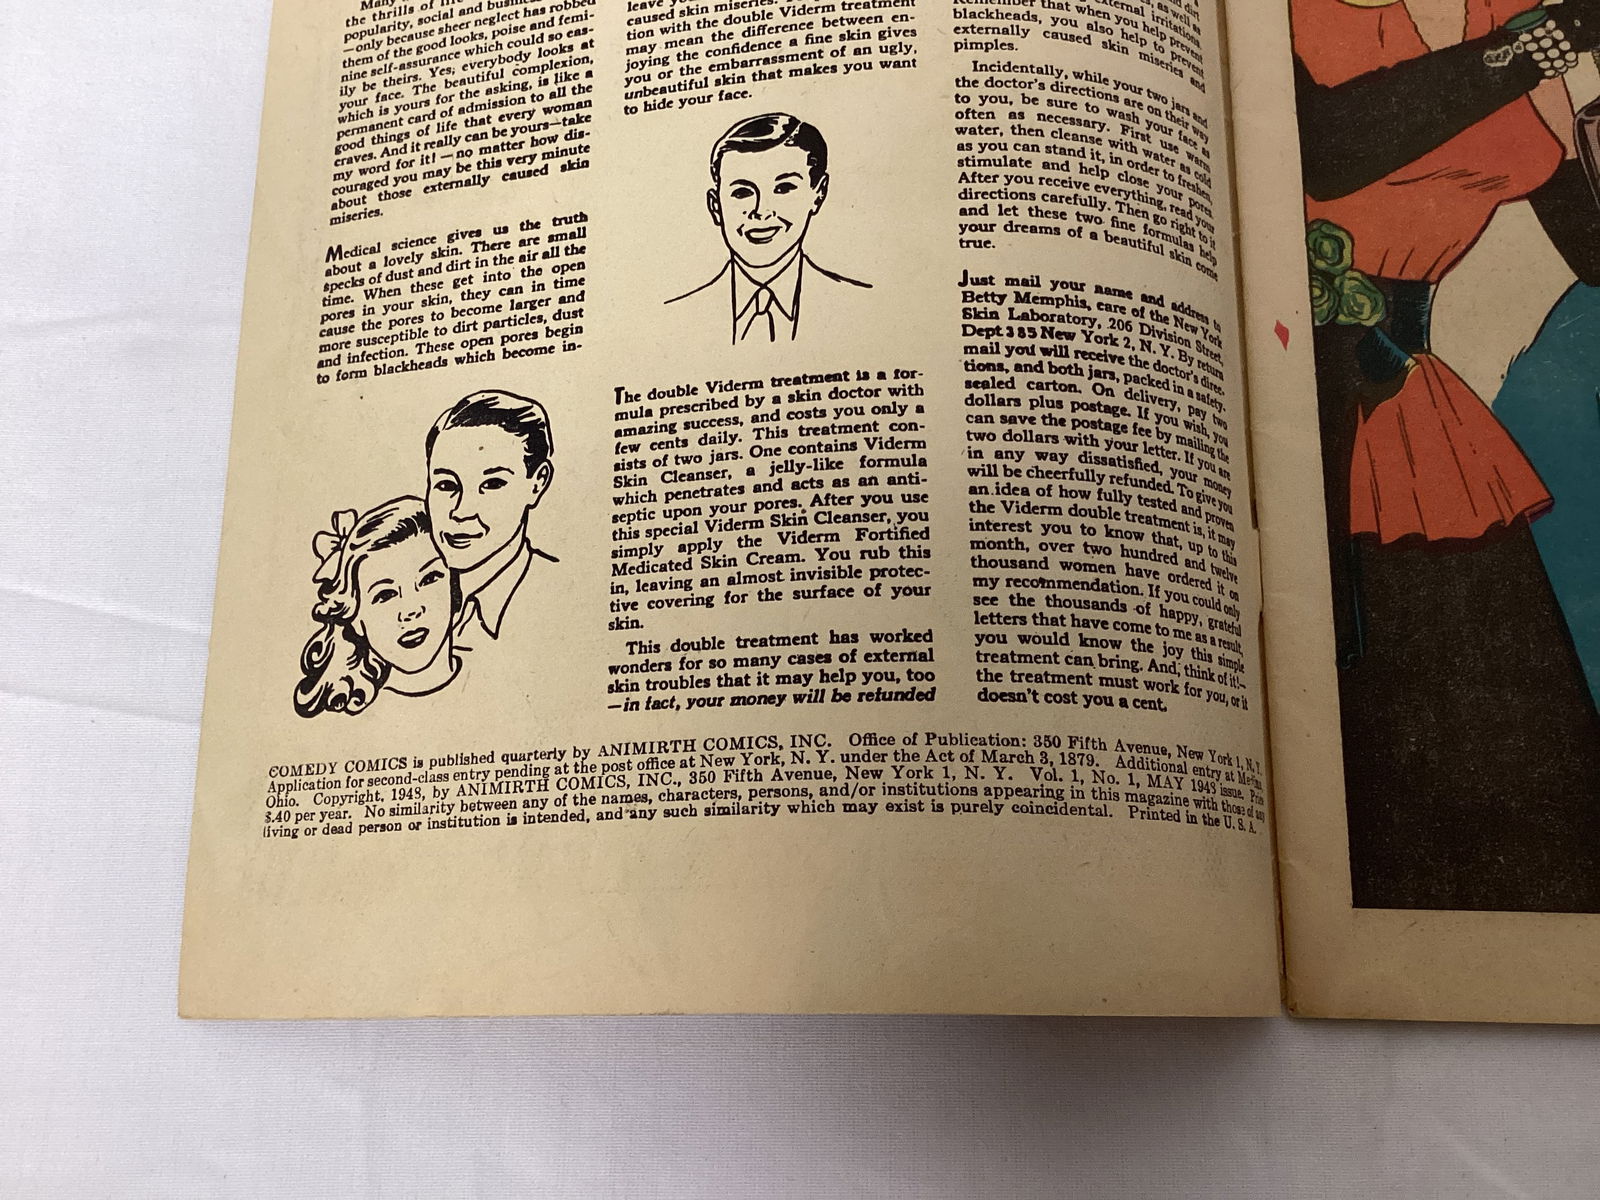 Many
the thrills of
popularity, social and
—only because sheer neglect has robbed
them of the good looks, poise and femi-
nine self-assurance which could so eas-
ily be theirs. Yes, everybody looks at
your face. The beautiful complexion,
which is yours for the asking, is like a
permanent card of admission to all the
good things of life that every woman
craves. And it really can be yours—take
my word for it! — no matter how dis-
couraged you may be this very minute
about those externally caused skin
miseries.
Medical science gives us the truth
about a lovely skin. There are small
specks of dust and dirt in the air all the
time. When these get into the open
pores in your skin, they can in time
cause the pores to become larger and
more susceptible to dirt particles, dust
and infection. These open pores begin
to form blackheads which become in-
leave
caused skin miseries.
tion with the double Viderm treatment
may mean the difference between en-
joying the confidence a fine skin gives
you or the embarrassment of an ugly,
unbeautiful skin that makes you want
to hide your face.
The double Viderm treatment is a for-
mula prescribed by a skin doctor with
amazing success, and costs you only a
few cents daily. This treatment con-
sists of two jars. One contains Viderm
Skin Cleanser, a jelly-like formula
which penetrates and acts as an anti-
septic upon your pores. After you use
this special Viderm Skin Cleanser, you
simply apply the Viderm Fortified
Medicated Skin Cream. You rub this
in, leaving an almost invisible protec-
tive covering for the surface of your
skin.
This double treatment has worked
wonders for so many cases of external
skin troubles that it may help you, too
—in fact, your money will be refunded
and dirt
as well as
external irritations.
Remember that when you help prevent
blackheads, you also help to prevent
externally caused skin miseries and
pimples.
Incidentally, while your two jars and
the doctor's directions are on their way
to you, be sure to wash your face as
often as necessary. First use warm
water, then cleanse with water as cold
as you can stand it, in order to freshen,
stimulate and help close your pores.
After you receive everything, read your
directions carefully. Then go right to it
and let these two fine formulas help
your dreams of a beautiful skin come
true.
Just mail your name and address to
Betty Memphis, care of the New York
Skin Laboratory, 206 Division Street,
Dept 385 New York 2, N. Y. By return
mail you will receive the doctor's direc-
tions, and both jars, packed in a safety-
sealed carton. On delivery, pay two
dollars plus postage. If you wish, you
can save the postage fee by mailing the
two dollars with your letter. If you are
in any way dissatisfied, your money
will be cheerfully refunded. To give you
an idea of how fully tested and proven
the Viderm double treatment is, it may
interest you to know that, up to this
month, over two hundred and twelve
thousand women have ordered it on
my recommendation. If you could only
see the thousands of happy, grateful
letters that have come to me as a result,
you would know the joy this simple
treatment can bring. And, think of it!—
the treatment must work for you, or it
doesn't cost you a cent.
COMEDY COMICS is published quarterly by ANIMIRTH COMICS, INC. Office of Publication: 350 Fifth Avenue, New York 1, N. Y.
Application for second-class entry pending at the post office at New York, N. Y. under the Act of March 3, 1879. Additional entry at
Ohio. Copyright, 1948, by ANIMIRTH COMICS, INC., 350 Fifth Avenue, New York 1, N. Y. Vol. 1, No. 1, MAY 1948 issue. Price
$.40 per year. No similarity between any of the names, characters, persons, and/or institutions appearing in this magazine with those of any
living or dead person or institution is intended, and any such similarity which may exist is purely coincidental. Printed in the U. S. A.